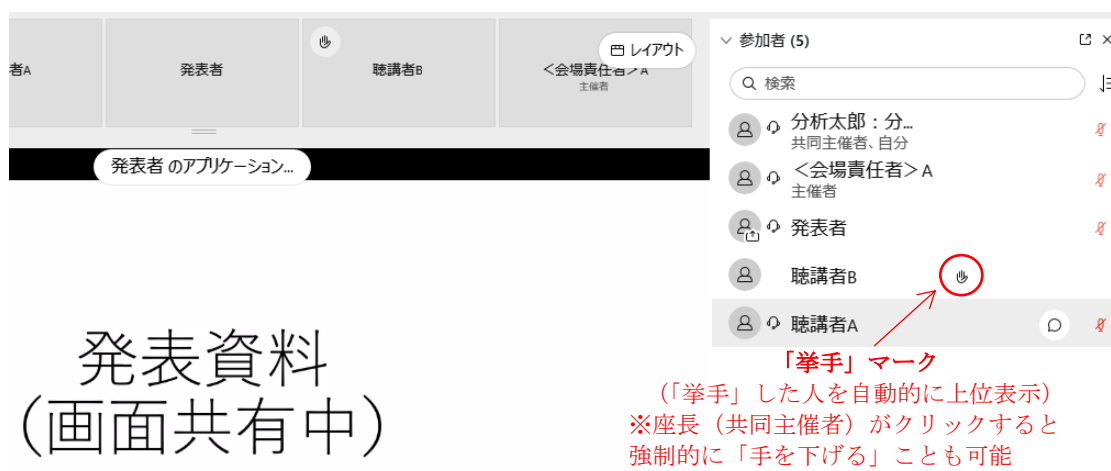 者A
発表者
聴講者B
＜会場責任者＞A
主催者
レイアウト
発表者 のアプリケーション...
発表資料
（画面共有中）
参加者 (5)
検索
分析太郎：分...
共同主催者、自分
＜会場責任者＞A
主催者
発表者
聴講者B
聴講者A
「挙手」マーク
（「挙手」した人を自動的に上位表示）
※座長（共同主催者）がクリックすると
強制的に「手を下げる」ことも可能